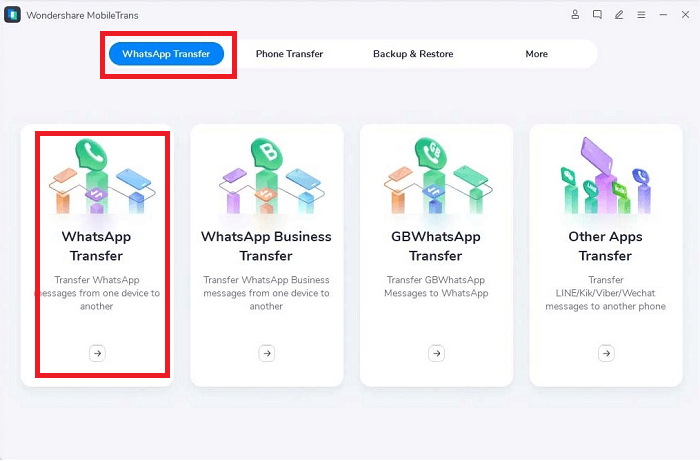 Wondershare MobileTrans
WhatsApp Transfer
Phone Transfer
Backup & Restore
More
WhatsApp
Transfer
Transfer WhatsApp
messages from one device to
another
WhatsApp Business
Transfer
Transfer WhatsApp Business
messages from one device to
another
GBWhatsApp
Transfer
Transfer GBWhatsApp
Messages to WhatsApp
Other Apps
Transfer
Transfer
LINE/Kik/Viber/Wechat
messages to another phone